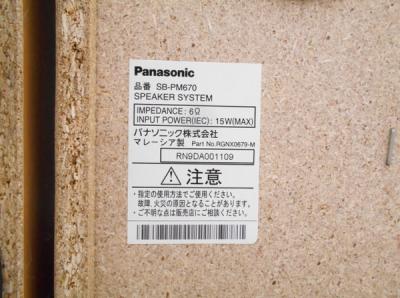 Panasonic
品番 SB-PM670
SPEAKER SYSTEM
IMPEDANCE: 6Ω
INPUT POWER(IEC): 15W(MAX)
パナソニック株式会社
マレーシア製 Part No.RGNX0679-M
RN9DA001109
⚠注意
・指定の使用方法でご使用ください。
故障、火災の原因となることがあります。
・ご不明な点は販売店にご相談ください。